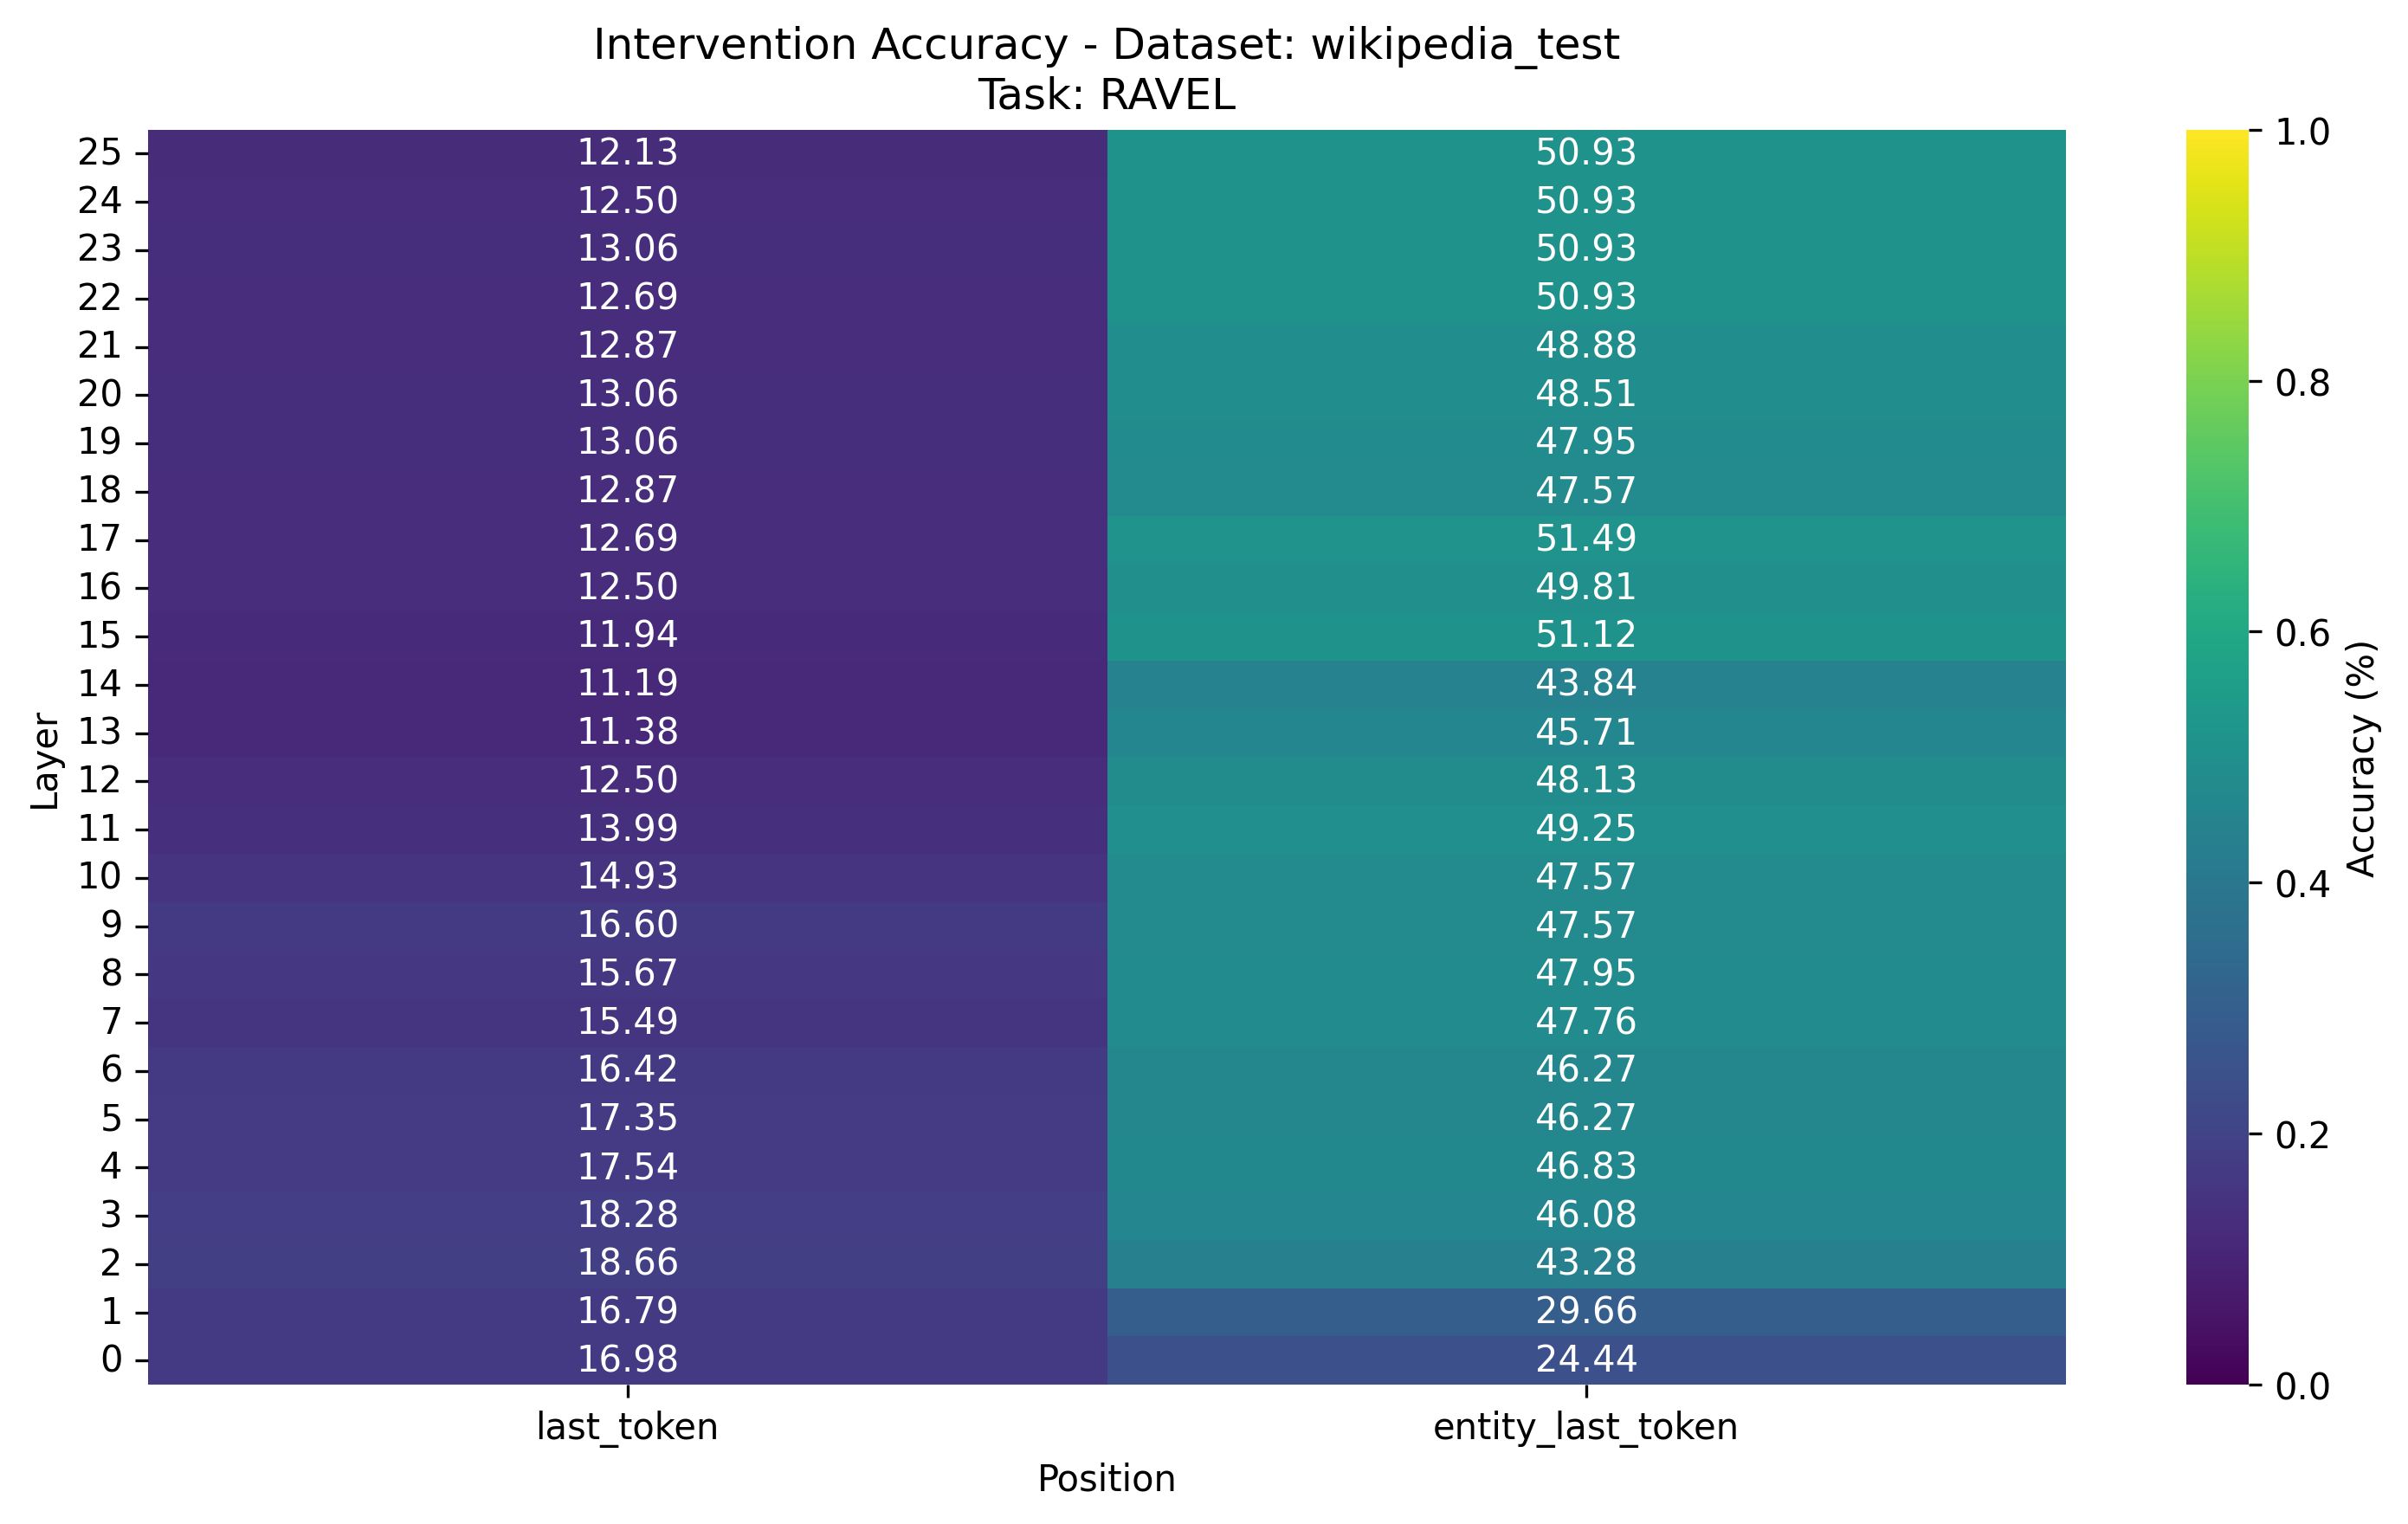 Intervention Accuracy - Dataset: wikipedia_test
Task: RAVEL
25 12.13 50.93
24 12.50 50.93
23 13.06 50.93
22 12.69 50.93
21 12.87 48.88
20 13.06 48.51
19 13.06 47.95
18 12.87 47.57
17 12.69 51.49
16 12.50 49.81
15 11.94 51.12
14 11.19 43.84
13 11.38 45.71
12 12.50 48.13
11 13.99 49.25
10 14.93 47.57
9 16.60 47.57
8 15.67 47.95
7 15.49 47.76
6 16.42 46.27
5 17.35 46.27
4 17.54 46.83
3 18.28 46.08
2 18.66 43.28
1 16.79 29.66
0 16.98 24.44
last_token entity_last_token
Position
Layer
1.0
0.8
0.6
0.4
0.2
0.0
Accuracy (%)